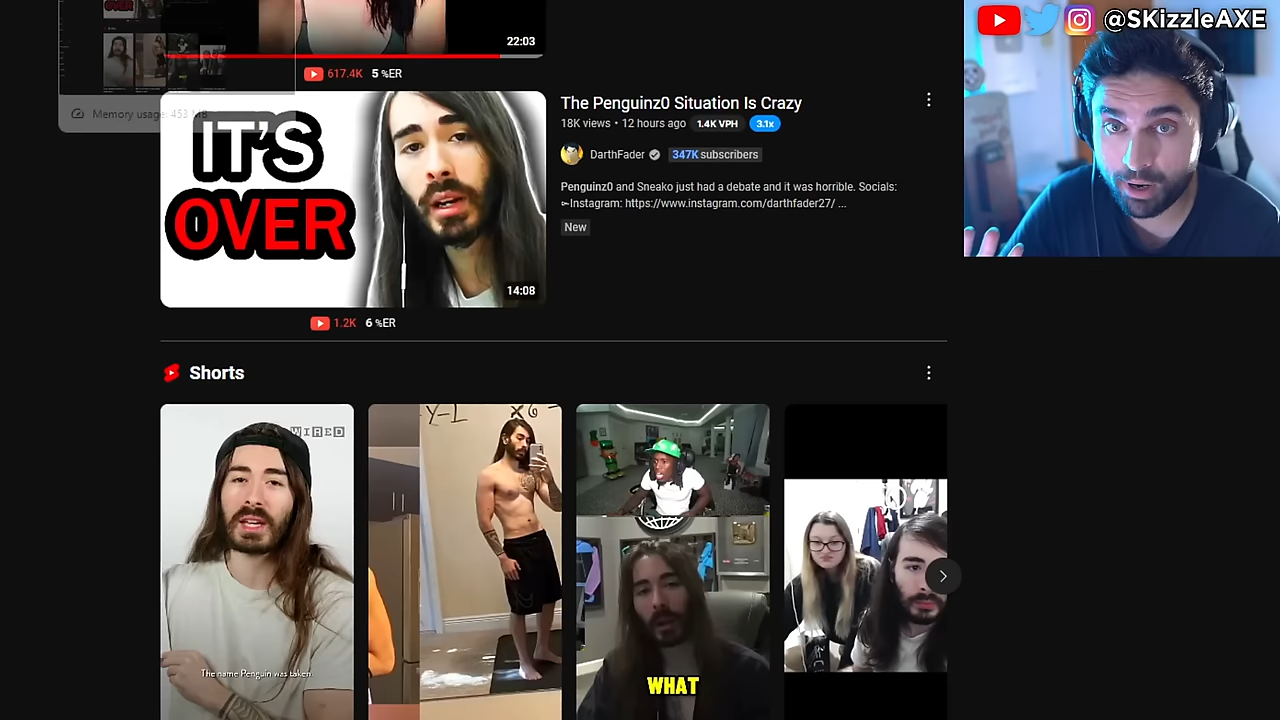 @SKizzleAXE
22:03
617.4K 5 %ER
Memory usage: 453 MB
IT'S
OVER
14:08
The Penguinz0 Situation Is Crazy
18K views • 12 hours ago 1.4K VPH 3.1x
DarthFader 347K subscribers
Penguinz0 and Sneako just had a debate and it was horrible. Socials:
➳Instagram: https://www.instagram.com/darthfader27/ ...
New
1.2K 6 %ER
Shorts
WIRED
The name Penguin was taken
WHAT